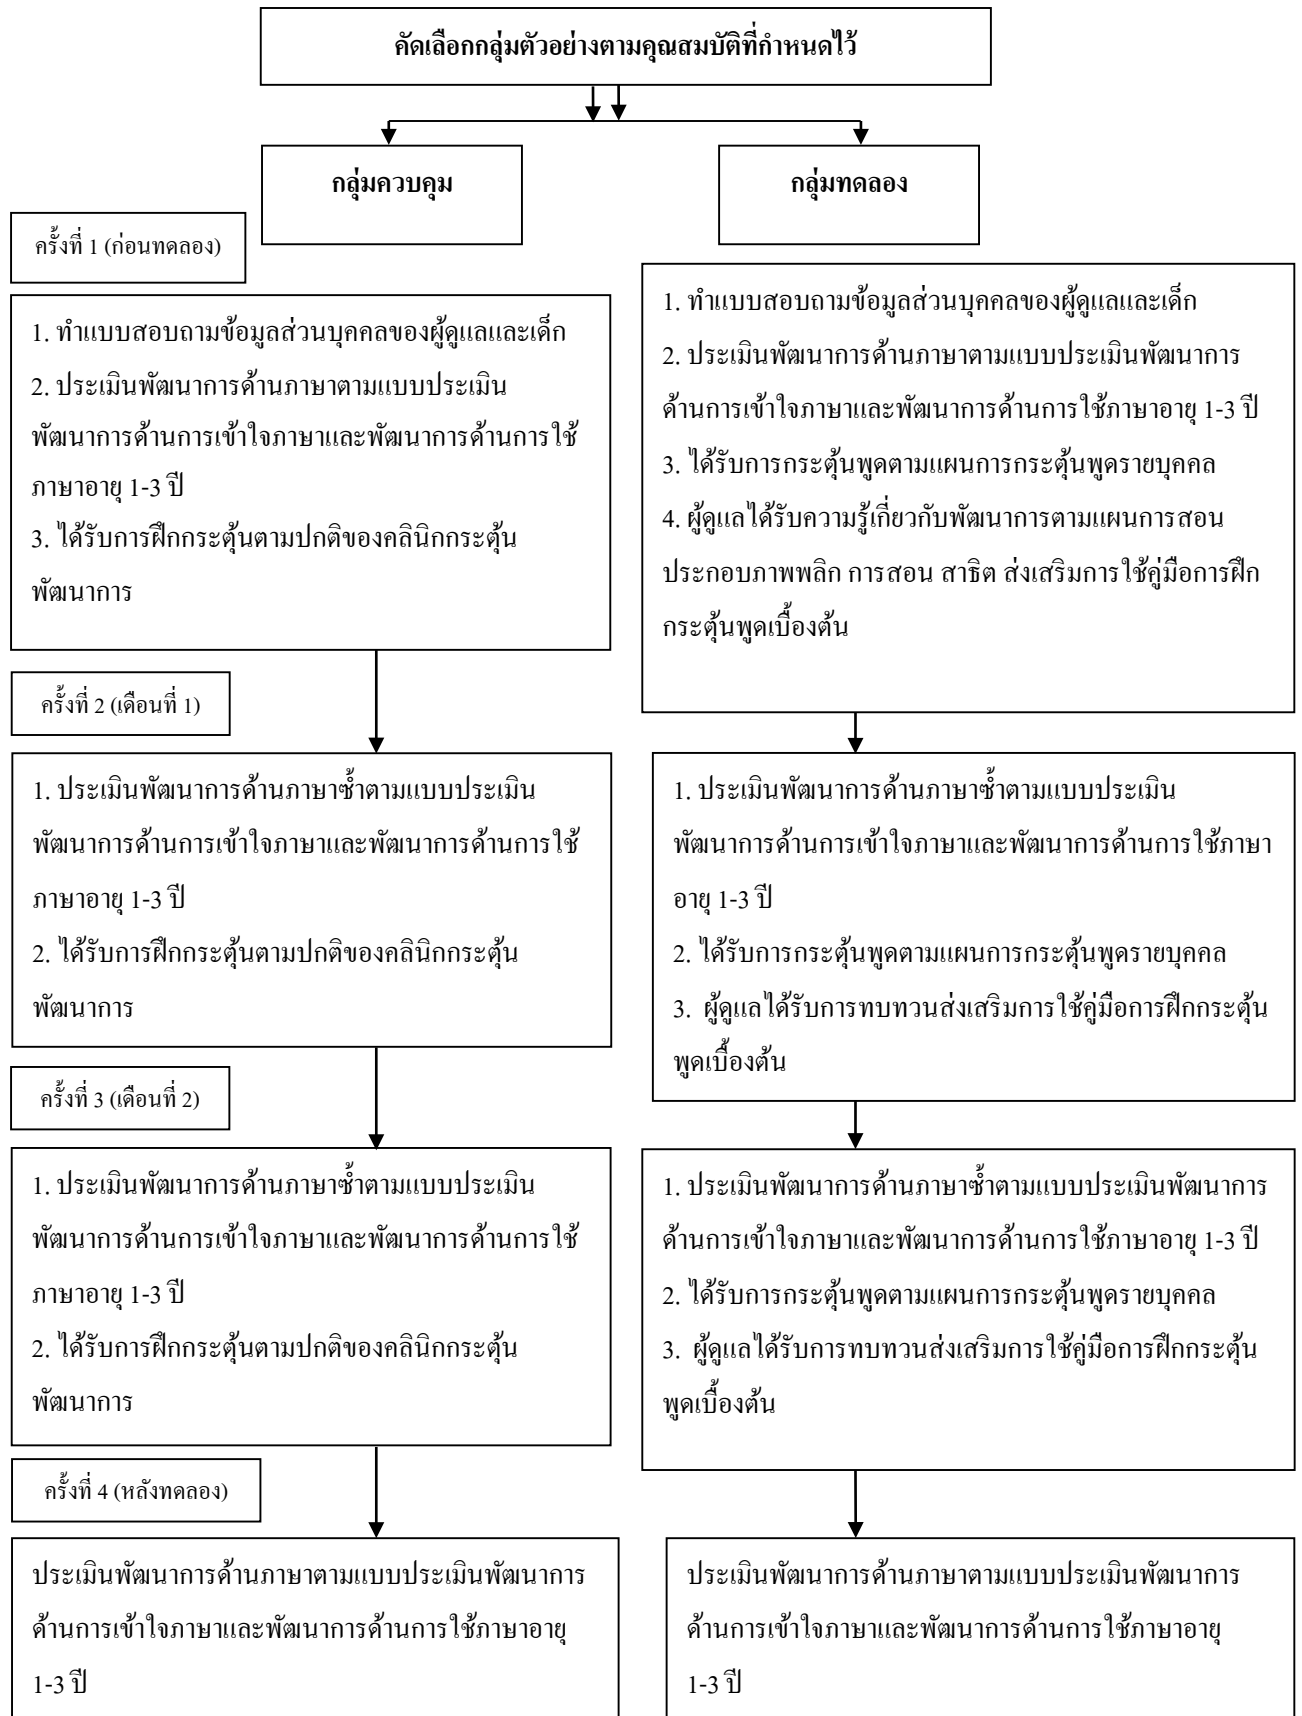 คัดเลือกกลุ่มตัวอย่างตามคุณสมบัติที่กำหนดไว้
กลุ่มควบคุม
กลุ่มทดลอง
ครั้งที่ 1 (ก่อนทดลอง)
1. ทำแบบสอบถามข้อมูลส่วนบุคคลของผู้ดูแลและเด็ก
2. ประเมินพัฒนาการด้านภาษาตามแบบประเมิน
พัฒนาการด้านการเข้าใจภาษาและพัฒนาการด้านการใช้
ภาษาอายุ 1-3 ปี
3. ได้รับการฝึกกระตุ้นตามปกติของคลินิกกระตุ้น
พัฒนาการ
1. ทำแบบสอบถามข้อมูลส่วนบุคคลของผู้ดูแลและเด็ก
2. ประเมินพัฒนาการด้านภาษาตามแบบประเมินพัฒนาการ
ด้านการเข้าใจภาษาและพัฒนาการด้านการใช้ภาษาอายุ 1-3 ปี
3. ได้รับการกระตุ้นพูดตามแผนการกระตุ้นพูดรายบุคคล
4. ผู้ดูแลได้รับความรู้เกี่ยวกับพัฒนาการตามแผนการสอน
ประกอบภาพพลิก การสอน สาธิต ส่งเสริมการใช้คู่มือการฝึก
กระตุ้นพูดเบื้องต้น
ครั้งที่ 2 (เดือนที่ 1)
1. ประเมินพัฒนาการด้านภาษาซ้ำตามแบบประเมิน
พัฒนาการด้านการเข้าใจภาษาและพัฒนาการด้านการใช้
ภาษาอายุ 1-3 ปี
2. ได้รับการฝึกกระตุ้นตามปกติของคลินิกกระตุ้น
พัฒนาการ
1. ประเมินพัฒนาการด้านภาษาซ้ำตามแบบประเมิน
พัฒนาการด้านการเข้าใจภาษาและพัฒนาการด้านการใช้ภาษา
อายุ 1-3 ปี
2. ได้รับการกระตุ้นพูดตามแผนการกระตุ้นพูดรายบุคคล
3. ผู้ดูแลได้รับการทบทวนส่งเสริมการใช้คู่มือการฝึกกระตุ้น
พูดเบื้องต้น
ครั้งที่ 3 (เดือนที่ 2)
1. ประเมินพัฒนาการด้านภาษาซ้ำตามแบบประเมิน
พัฒนาการด้านการเข้าใจภาษาและพัฒนาการด้านการใช้
ภาษาอายุ 1-3 ปี
2. ได้รับการฝึกกระตุ้นตามปกติของคลินิกกระตุ้น
พัฒนาการ
1. ประเมินพัฒนาการด้านภาษาซ้ำตามแบบประเมินพัฒนาการ
ด้านการเข้าใจภาษาและพัฒนาการด้านการใช้ภาษาอายุ 1-3 ปี
2. ได้รับการกระตุ้นพูดตามแผนการกระตุ้นพูดรายบุคคล
3. ผู้ดูแลได้รับการทบทวนส่งเสริมการใช้คู่มือการฝึกกระตุ้น
พูดเบื้องต้น
ครั้งที่ 4 (หลังทดลอง)
ประเมินพัฒนาการด้านภาษาตามแบบประเมินพัฒนาการ
ด้านการเข้าใจภาษาและพัฒนาการด้านการใช้ภาษาอายุ
1-3 ปี
ประเมินพัฒนาการด้านภาษาตามแบบประเมินพัฒนาการ
ด้านการเข้าใจภาษาและพัฒนาการด้านการใช้ภาษาอายุ
1-3 ปี